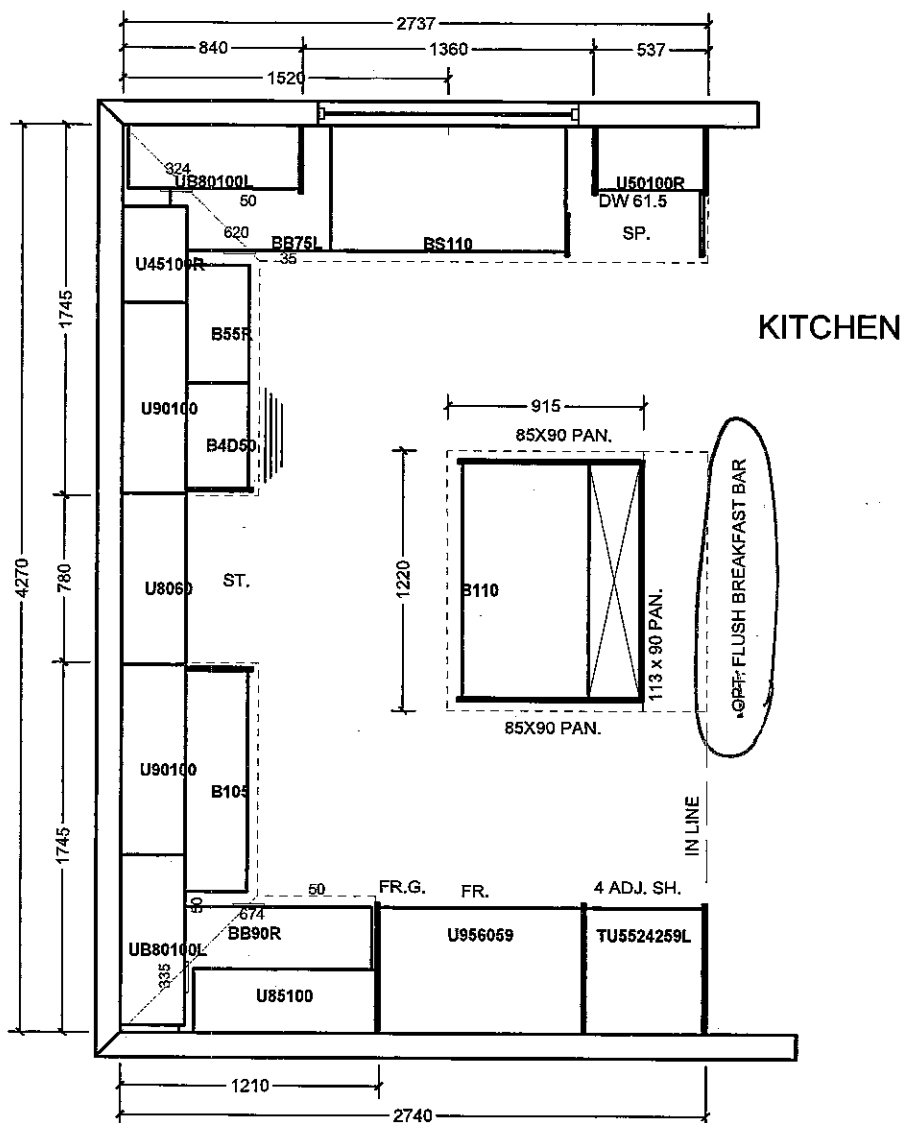 2737
840
1360
537
1520
324
UB80100L
50
U50100R
DW 61.5
SP.
620
BB75L
BS110
35
U45100R
1745
B55R
KITCHEN
U90100
B4D50
915
85X90 PAN.
OPT. FLUSH BREAKFAST BAR
4270
780
U8060
ST.
1220
B110
113 x 90 PAN.
85X90 PAN.
U90100
B105
1745
IN LINE
50
FR.G.
FR.
4 ADJ. SH.
50
674
BB90R
U956059
TU5524259L
UB80100L
335
U85100
1210
2740